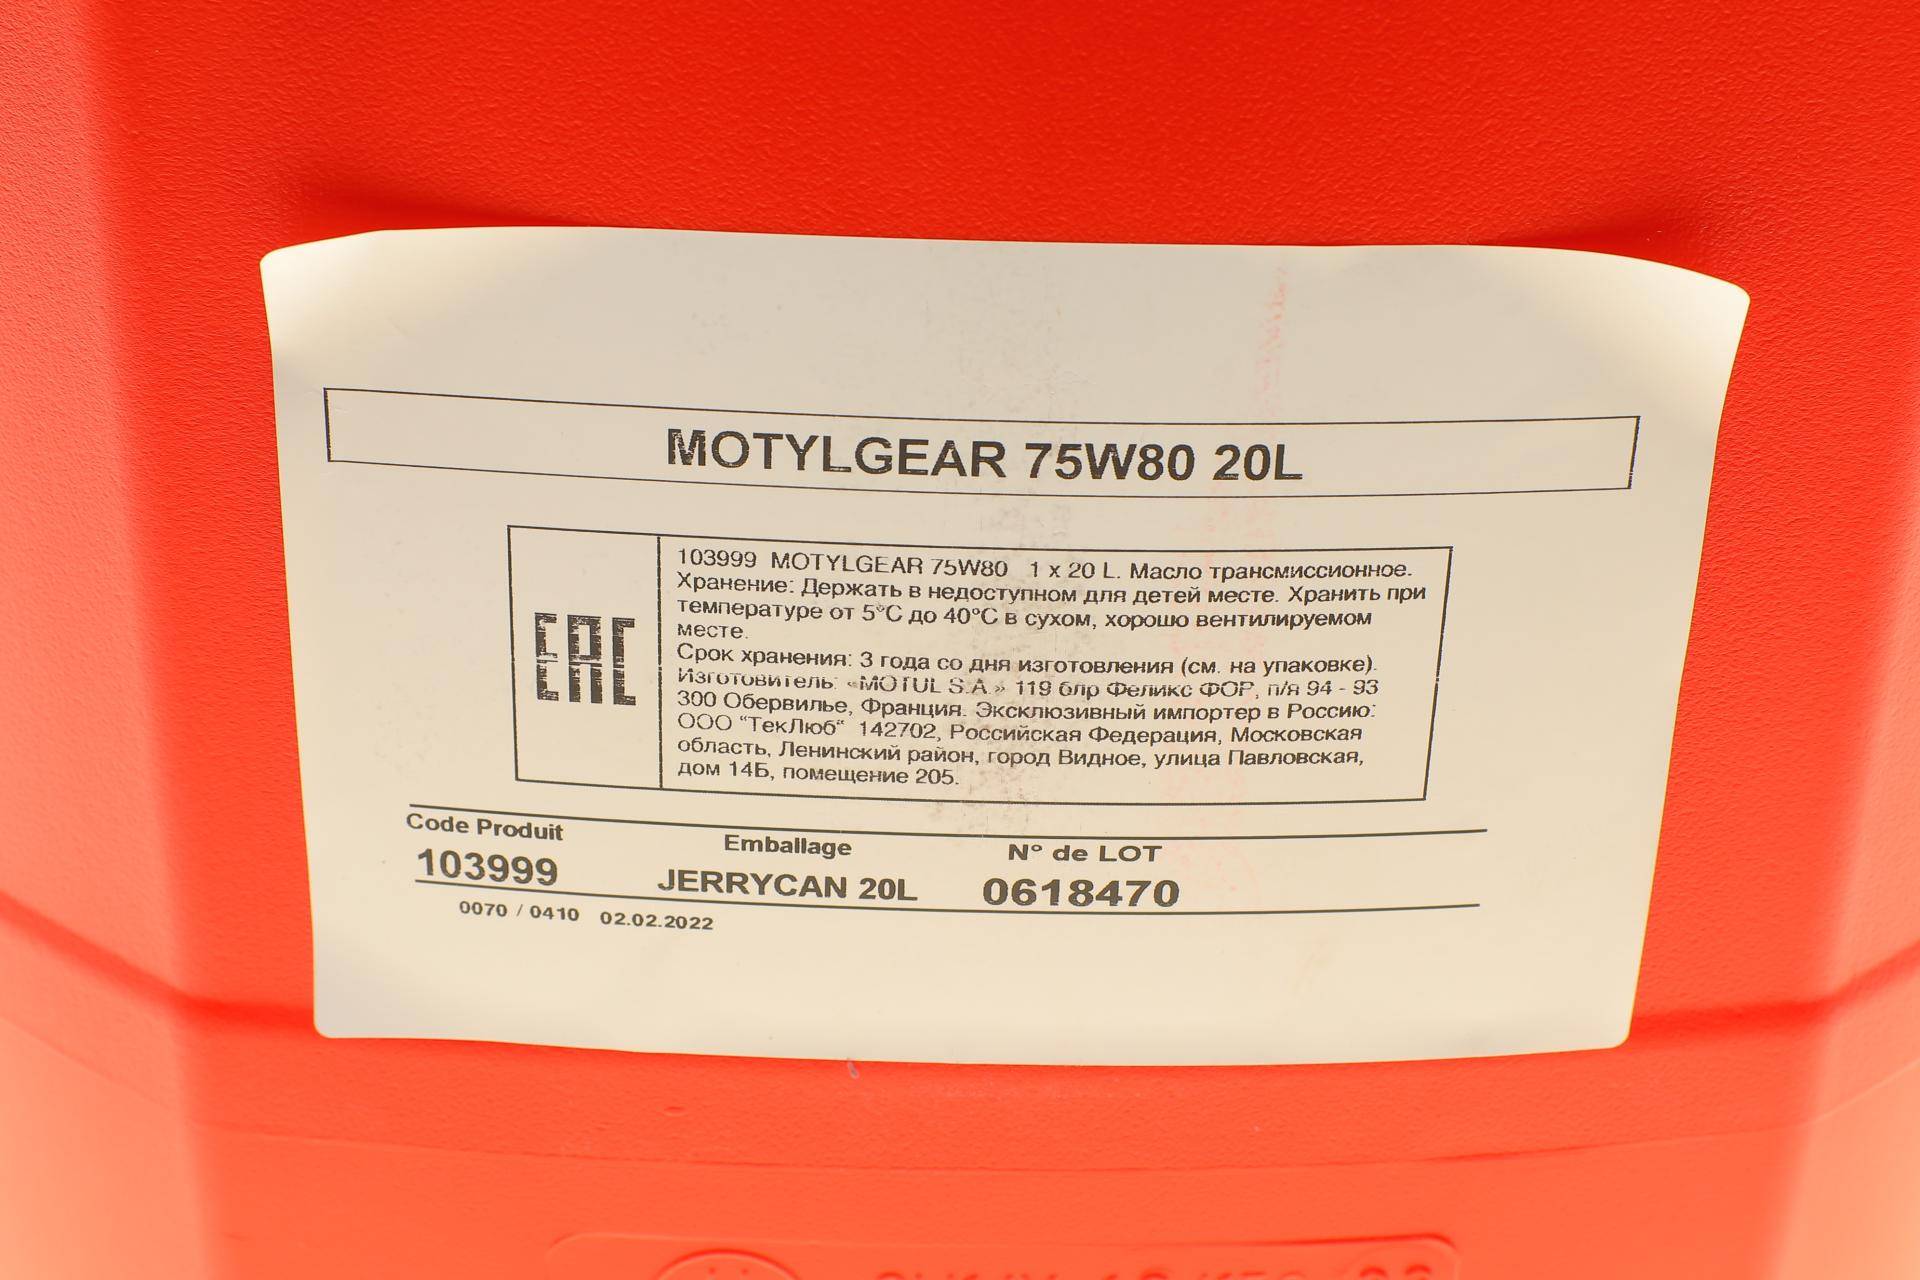 MOTYLGEAR 75W80 20L
EAC
103999 MOTYLGEAR 75W80 1 x 20 L. Масло трансмиссионное.
Хранение: Держать в недоступном для детей месте. Хранить при
температуре от 5°C до 40°C в сухом, хорошо вентилируемом
месте.
Срок хранения: 3 года со дня изготовления (см. на упаковке).
Изготовитель: «MOTUL S.A.» 119 блр Феликс ФОР, п/я 94 - 93
300 Обервилье, Франция. Эксклюзивный импортер в Россию:
ООО "ТекЛюб" 142702, Российская Федерация, Московская
область, Ленинский район, город Видное, улица Павловская,
дом 14Б, помещение 205.
Code Produit Emballage N° de LOT
103999 JERRYCAN 20L 0618470
0070 / 0410 02.02.2022